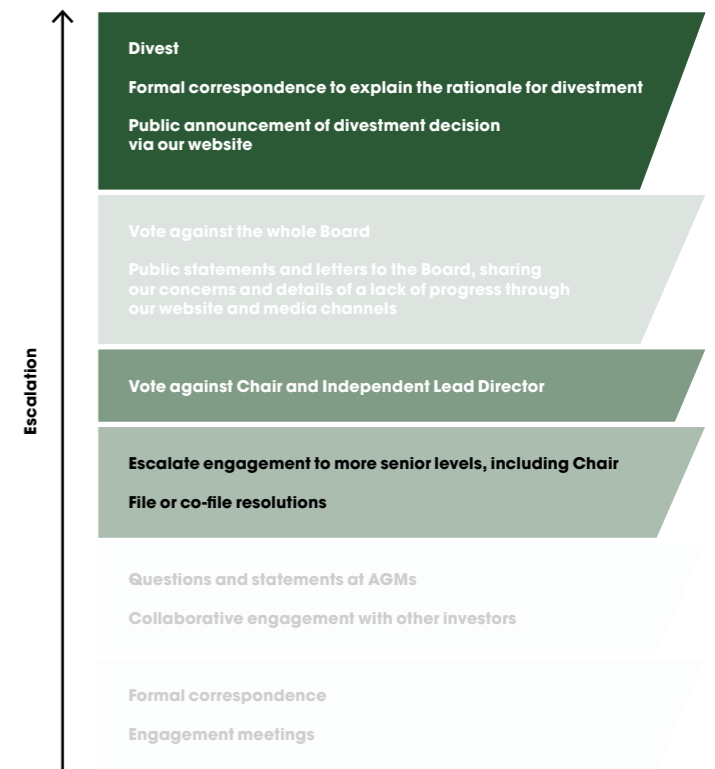 Divest
Formal correspondence to explain the rationale for divestment
Public announcement of divestment decision
via our website
Vote against the whole Board
Public statements and letters to the Board, sharing
our concerns and details of a lack of progress through
our website and media channels
Escalation
Vote against Chair and Independent Lead Director
Escalate engagement to more senior levels, including Chair
File or co-file resolutions
Questions and statements at AGMs
Collaborative engagement with other investors
Formal correspondence
Engagement meetings